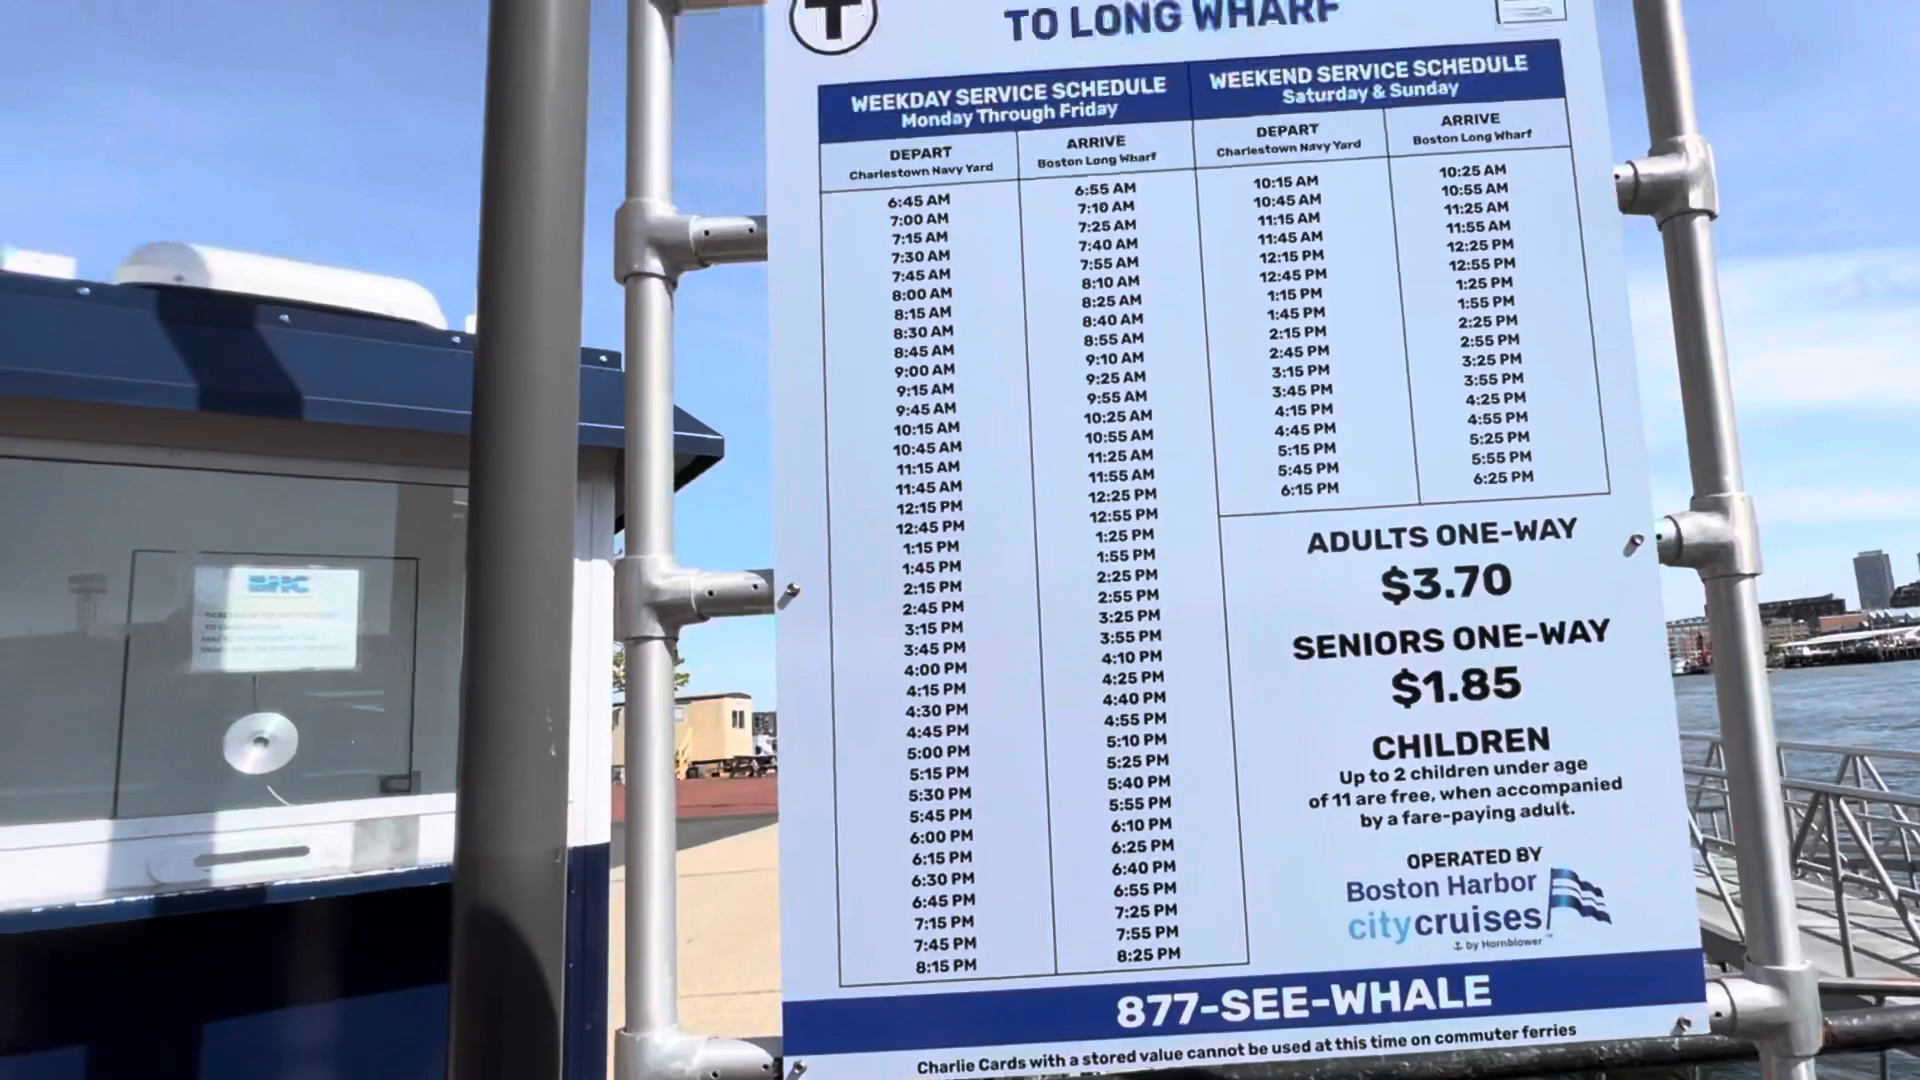 T
TO LONG WHARF
WEEKDAY SERVICE SCHEDULE
Monday Through Friday
DEPART
Charlestown Navy Yard
ARRIVE
Boston Long Wharf
6:45 AM 6:55 AM
7:00 AM 7:10 AM
7:15 AM 7:25 AM
7:30 AM 7:40 AM
7:45 AM 7:55 AM
8:00 AM 8:10 AM
8:15 AM 8:25 AM
8:30 AM 8:40 AM
8:45 AM 8:55 AM
9:00 AM 9:10 AM
9:15 AM 9:25 AM
9:45 AM 9:55 AM
10:15 AM 10:25 AM
10:45 AM 10:55 AM
11:15 AM 11:25 AM
11:45 AM 11:55 AM
12:15 PM 12:25 PM
12:45 PM 12:55 PM
1:15 PM 1:25 PM
1:45 PM 1:55 PM
2:15 PM 2:25 PM
2:45 PM 2:55 PM
3:15 PM 3:25 PM
3:45 PM 3:55 PM
4:00 PM 4:10 PM
4:15 PM 4:25 PM
4:30 PM 4:40 PM
4:45 PM 4:55 PM
5:00 PM 5:10 PM
5:15 PM 5:25 PM
5:30 PM 5:40 PM
5:45 PM 5:55 PM
6:00 PM 6:10 PM
6:15 PM 6:25 PM
6:30 PM 6:40 PM
6:45 PM 6:55 PM
7:15 PM 7:25 PM
7:45 PM 7:55 PM
8:15 PM 8:25 PM
WEEKEND SERVICE SCHEDULE
Saturday & Sunday
DEPART
Charlestown Navy Yard
ARRIVE
Boston Long Wharf
10:15 AM 10:25 AM
10:45 AM 10:55 AM
11:15 AM 11:25 AM
11:45 AM 11:55 AM
12:15 PM 12:25 PM
12:45 PM 12:55 PM
1:15 PM 1:25 PM
1:45 PM 1:55 PM
2:15 PM 2:25 PM
2:45 PM 2:55 PM
3:15 PM 3:25 PM
3:45 PM 3:55 PM
4:15 PM 4:25 PM
4:45 PM 4:55 PM
5:15 PM 5:25 PM
5:45 PM 5:55 PM
6:15 PM 6:25 PM
ADULTS ONE-WAY
$3.70
SENIORS ONE-WAY
$1.85
CHILDREN
Up to 2 children under age
of 11 are free, when accompanied
by a fare-paying adult.
OPERATED BY
Boston Harbor
citycruises
by Hornblower
877-SEE-WHALE
Charlie Cards with a stored value cannot be used at this time on commuter ferries